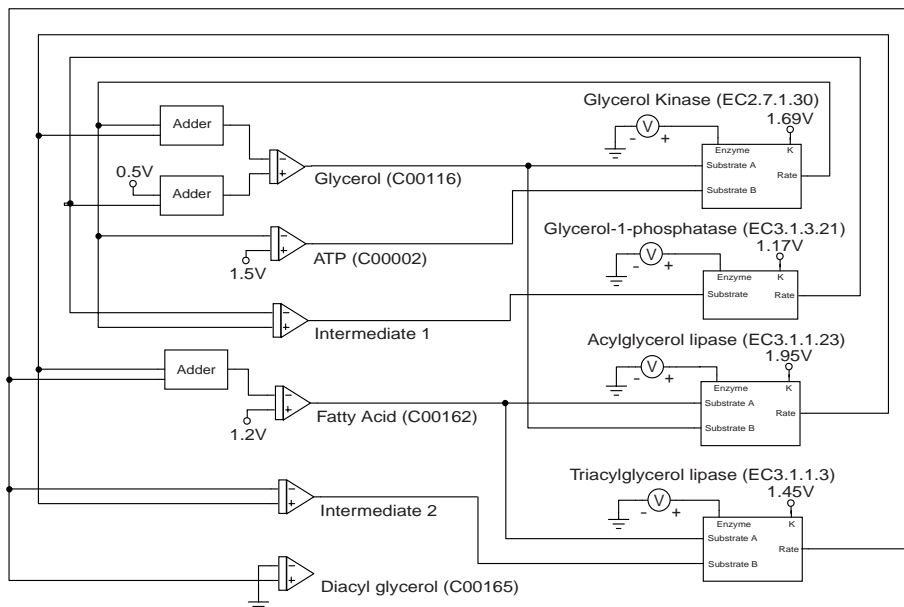 Glycerol Kinase (EC2.7.1.30)
1.69V
V
- +
Enzyme K
Substrate A
Rate
Substrate B
Adder
0.5V
Adder
-
+
Glycerol (C00116)
Glycerol-1-phosphatase (EC3.1.3.21)
1.17V
V
- +
Enzyme K
Substrate
Rate
-
+
1.5V
ATP (C00002)
-
+
Intermediate 1
Acylglycerol lipase (EC3.1.1.23)
1.95V
V
- +
Enzyme K
Substrate A
Rate
Substrate B
Adder
-
+
1.2V
Fatty Acid (C00162)
Triacylglycerol lipase (EC3.1.1.3)
1.45V
V
- +
Enzyme K
Substrate A
Rate
Substrate B
-
+
Intermediate 2
-
+
Diacyl glycerol (C00165)